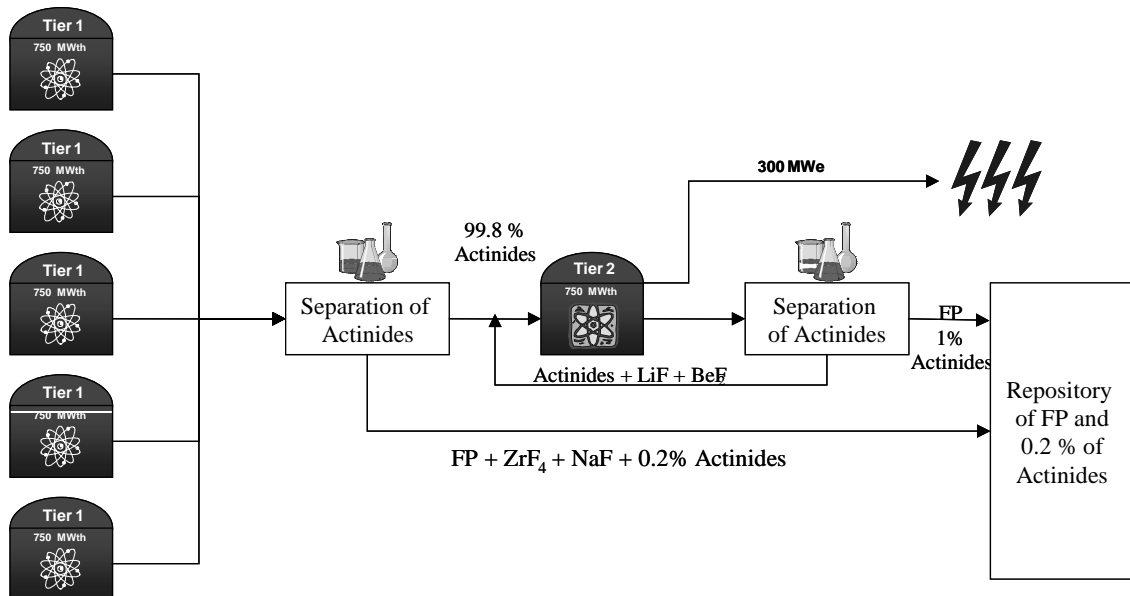 Tier 1
750 MWth
Tier 1
750 MWth
Tier 1
750 MWth
Tier 1
750 MWth
Tier 1
750 MWth
Separation of
Actinides
99.8 %
Actinides
Tier 2
750 MWth
300 MWe
Separation
of Actinides
Actinides + LiF + BeF₂
FP
1%
Actinides
FP + ZrF₄ + NaF + 0.2% Actinides
Repository
of FP and
0.2 % of
Actinides